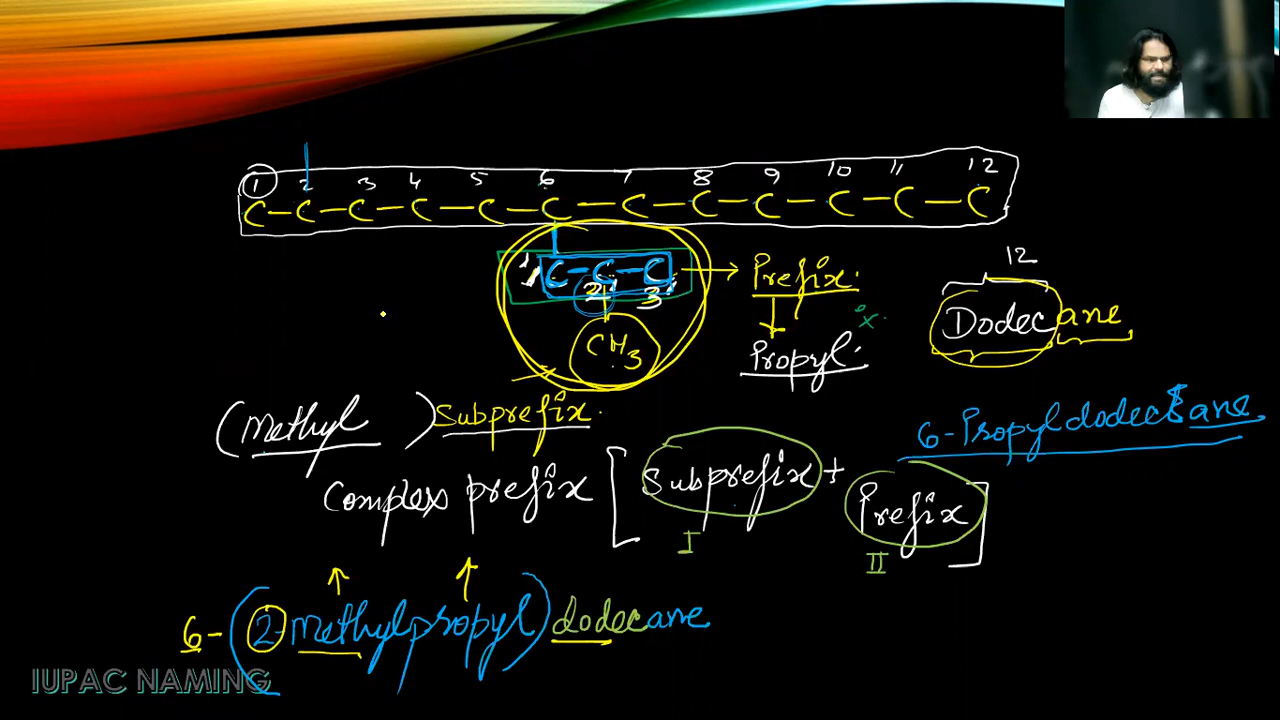 1 2 3 4 5 6 7 8 9 10 11 12
C-C-C-C-C-C-C-C-C-C-C-C
1 C-C-C
2 3
CH3
Prefix
Propyl
12
Dodecane
(Methyl) Subprefix
6-Propyldodecane
Complex prefix [Subprefix + Prefix]
I II
6-(2-methylpropyl)dodecane
IUPAC NAMING